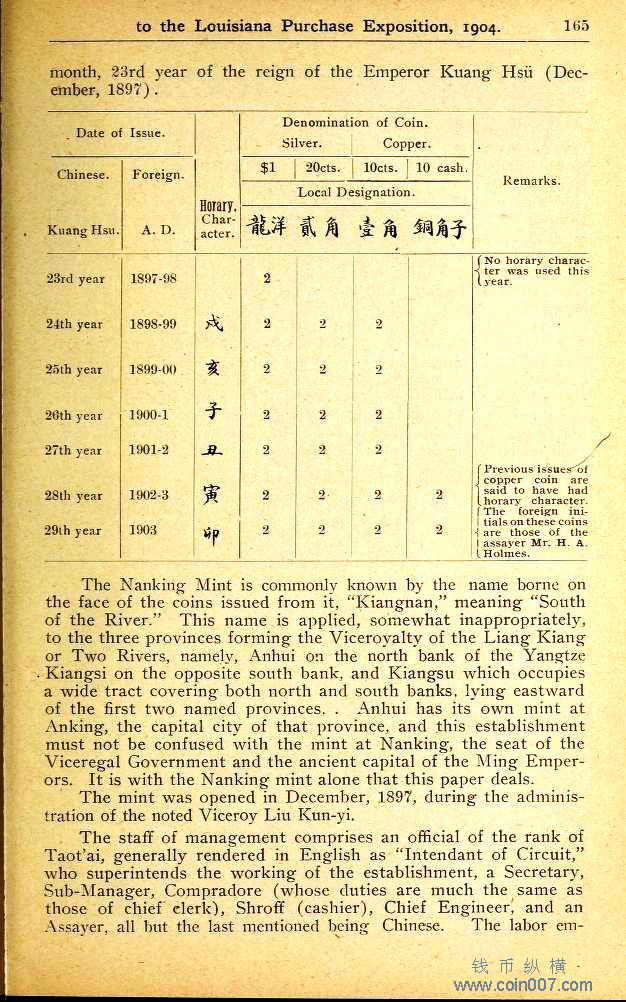 to the Louisiana Purchase Exposition, 1904. 165
month, 23rd year of the reign of the Emperor Kuang Hsü (Dec-
ember, 1897).
Date of Issue.
Denomination of Coin.
Silver. Copper.
Chinese. Foreign.
$1 20cts. 10cts. 10 cash.
Remarks.
Local Designation.
Horary.
Char-
acter.
Kuang Hsu. A. D.
龍洋 貳角 壹角 銅角子
23rd year 1897-98 2
No horary charac-
ter was used this
year.
24th year 1898-99 戍 2 2 2
25th year 1899-00 亥 2 2 2
26th year 1900-1 子 2 2 2
27th year 1901-2 丑 2 2 2
28th year 1902-3 寅 2 2 2 2
Previous issues of
copper coin are
said to have had
horary character.
29th year 1903 卯 2 2 2 2
The foreign ini-
tials on these coins
are those of the
assayer Mr. H. A.
Holmes.
The Nanking Mint is commonly known by the name borne on
the face of the coins issued from it, "Kiangnan," meaning "South
of the River." This name is applied, somewhat inappropriately,
to the three provinces forming the Viceroyalty of the Liang Kiang
or Two Rivers, namely, Anhui on the north bank of the Yangtze
Kiangsi on the opposite south bank, and Kiangsu which occupies
a wide tract covering both north and south banks, lying eastward
of the first two named provinces. . Anhui has its own mint at
Anking, the capital city of that province, and this establishment
must not be confused with the mint at Nanking, the seat of the
Viceregal Government and the ancient capital of the Ming Emper-
ors. It is with the Nanking mint alone that this paper deals.
The mint was opened in December, 1897, during the adminis-
tration of the noted Viceroy Liu Kun-yi.
The staff of management comprises an official of the rank of
Taot'ai, generally rendered in English as "Intendant of Circuit,"
who superintends the working of the establishment, a Secretary,
Sub-Manager, Compradore (whose duties are much the same as
those of chief clerk), Shroff (cashier), Chief Engineer, and an
Assayer, all but the last mentioned being Chinese. The labor em-
钱币纵横
www.coin007.com